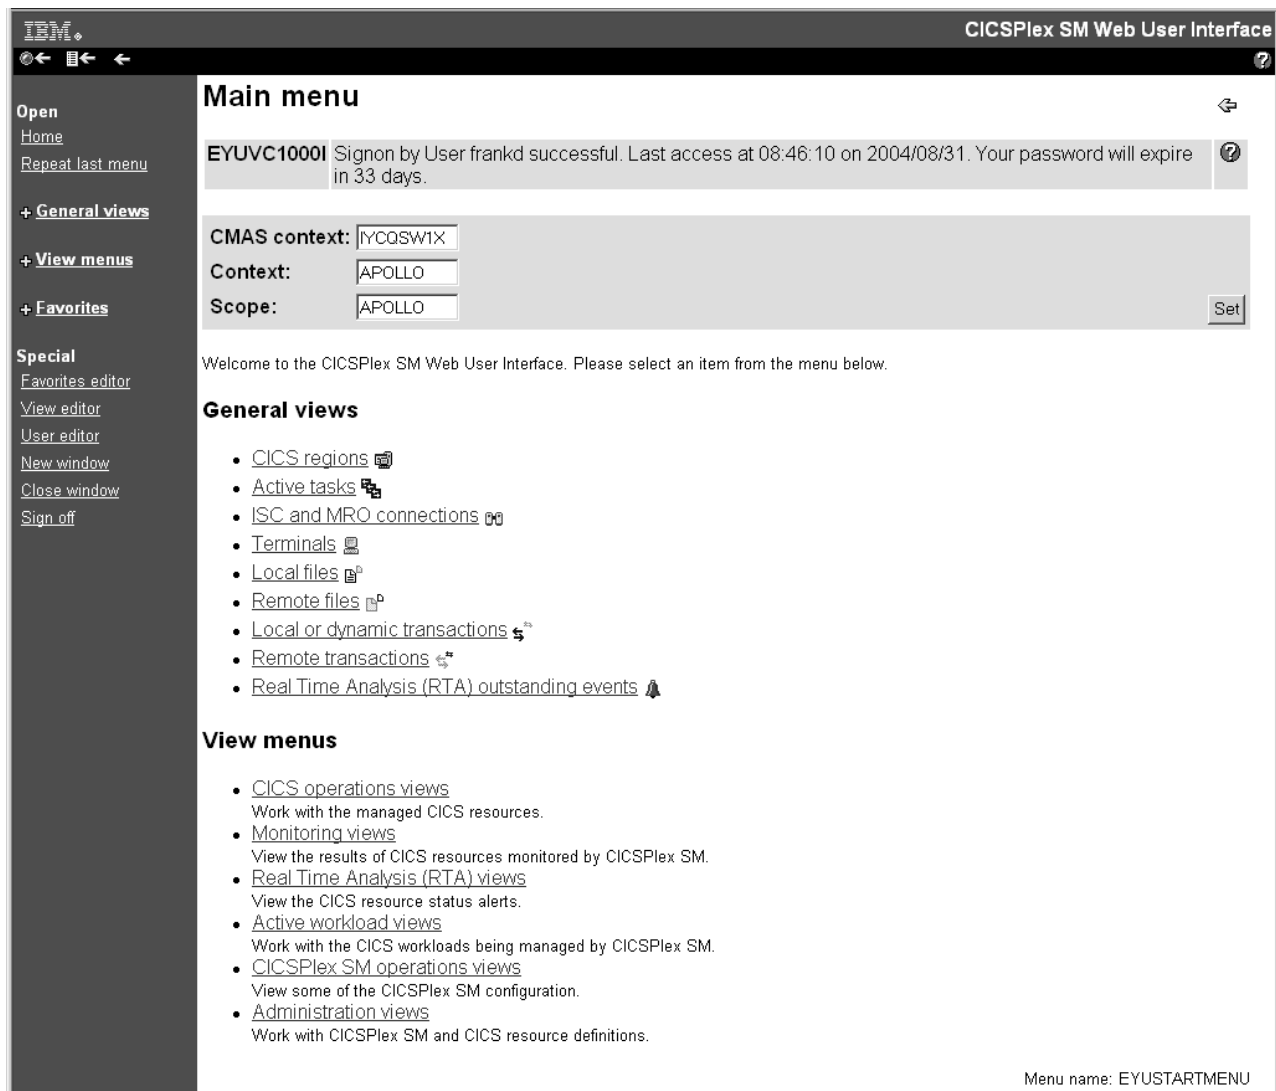 IBM.
CICSPlex SM Web User Interface
Main menu
Open
Home
Repeat last menu
+ General views
+ View menus
+ Favorites
Special
Favorites editor
View editor
User editor
New window
Close window
Sign off
EYUVC1000I Signon by User frankd successful. Last access at 08:46:10 on 2004/08/31. Your password will expire
in 33 days.
CMAS context: IYCQSW1X
Context: APOLLO
Scope: APOLLO
Set
Welcome to the CICSPlex SM Web User Interface. Please select an item from the menu below.
General views
• CICS regions
• Active tasks
• ISC and MRO connections
• Terminals
• Local files
• Remote files
• Local or dynamic transactions
• Remote transactions
• Real Time Analysis (RTA) outstanding events
View menus
• CICS operations views
Work with the managed CICS resources.
• Monitoring views
View the results of CICS resources monitored by CICSPlex SM.
• Real Time Analysis (RTA) views
View the CICS resource status alerts.
• Active workload views
Work with the CICS workloads being managed by CICSPlex SM.
• CICSPlex SM operations views
View some of the CICSPlex SM configuration.
• Administration views
Work with CICSPlex SM and CICS resource definitions.
Menu name: EYUSTARTMENU